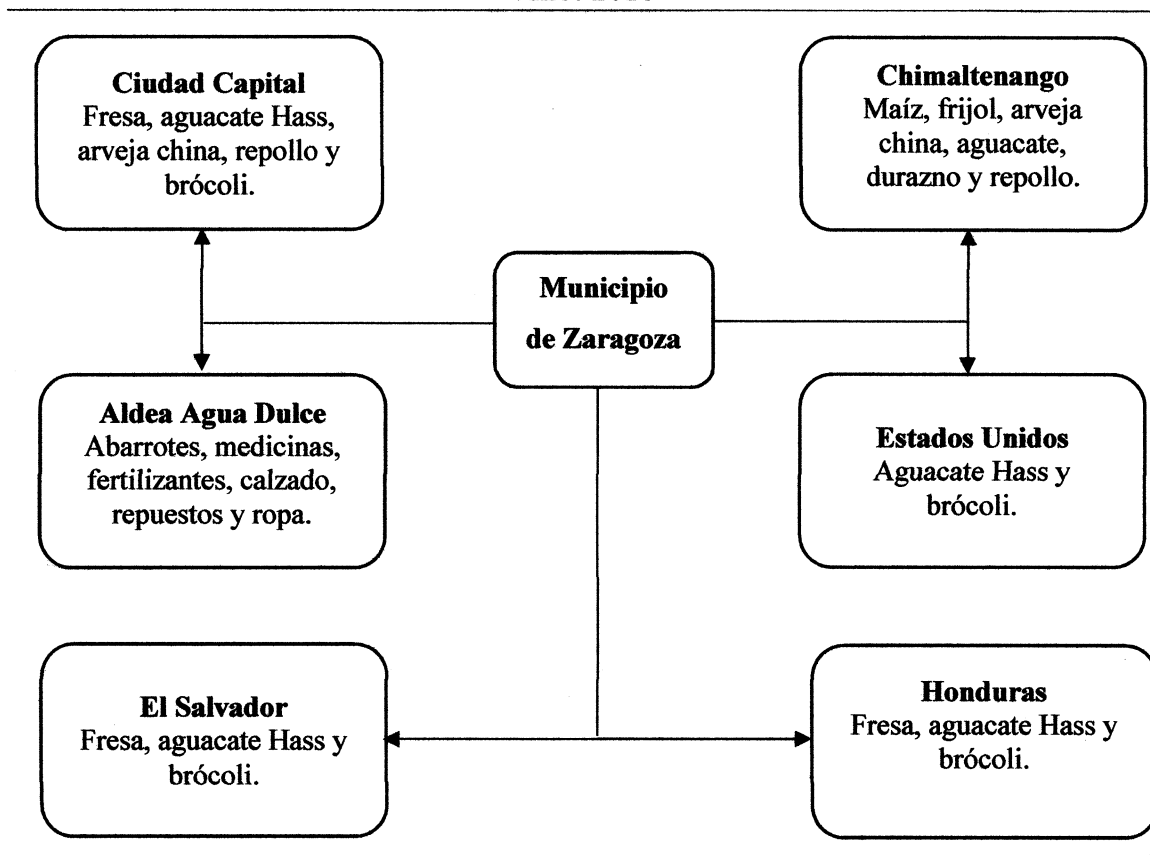 Ciudad Capital
Fresa, aguacate Hass,
arveja china, repollo y
brócoli.
Chimaltenango
Maíz, frijol, arveja
china, aguacate,
durazno y repollo.
Municipio
de Zaragoza
Aldea Agua Dulce
Abarrotes, medicinas,
fertilizantes, calzado,
repuestos y ropa.
Estados Unidos
Aguacate Hass y
brócoli.
El Salvador
Fresa, aguacate Hass y
brócoli.
Honduras
Fresa, aguacate Hass y
brócoli.